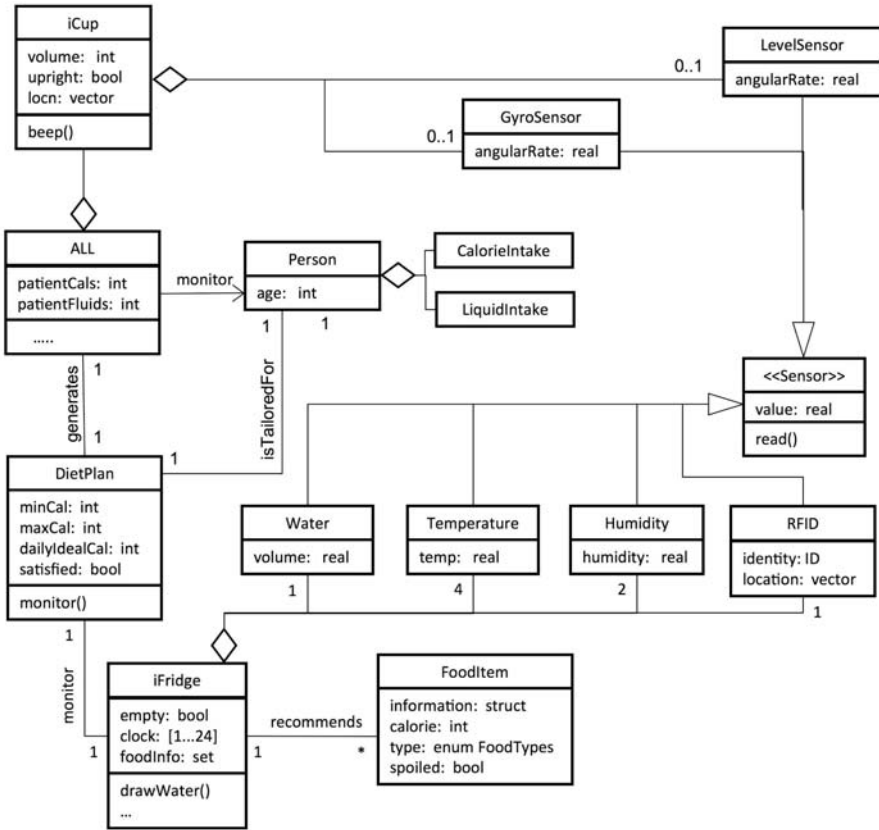 iCup
volume: int
upright: bool
locn: vector
beep()
LevelSensor
angularRate: real
0..1
GyroSensor
angularRate: real
0..1
ALL
patientCals: int
patientFluids: int
.....
monitor
Person
age: int
CalorieIntake
LiquidIntake
1
1
1
generates
1
isTailoredFor
1
<<Sensor>>
value: real
read()
DietPlan
minCal: int
maxCal: int
dailyIdealCal: int
satisfied: bool
monitor()
Water
volume: real
1
Temperature
temp: real
4
Humidity
humidity: real
2
RFID
identity: ID
location: vector
1
1
monitor
1
iFridge
empty: bool
clock: [1...24]
foodInfo: set
drawWater()
...
recommends
1
*
FoodItem
information: struct
calorie: int
type: enum FoodTypes
spoiled: bool